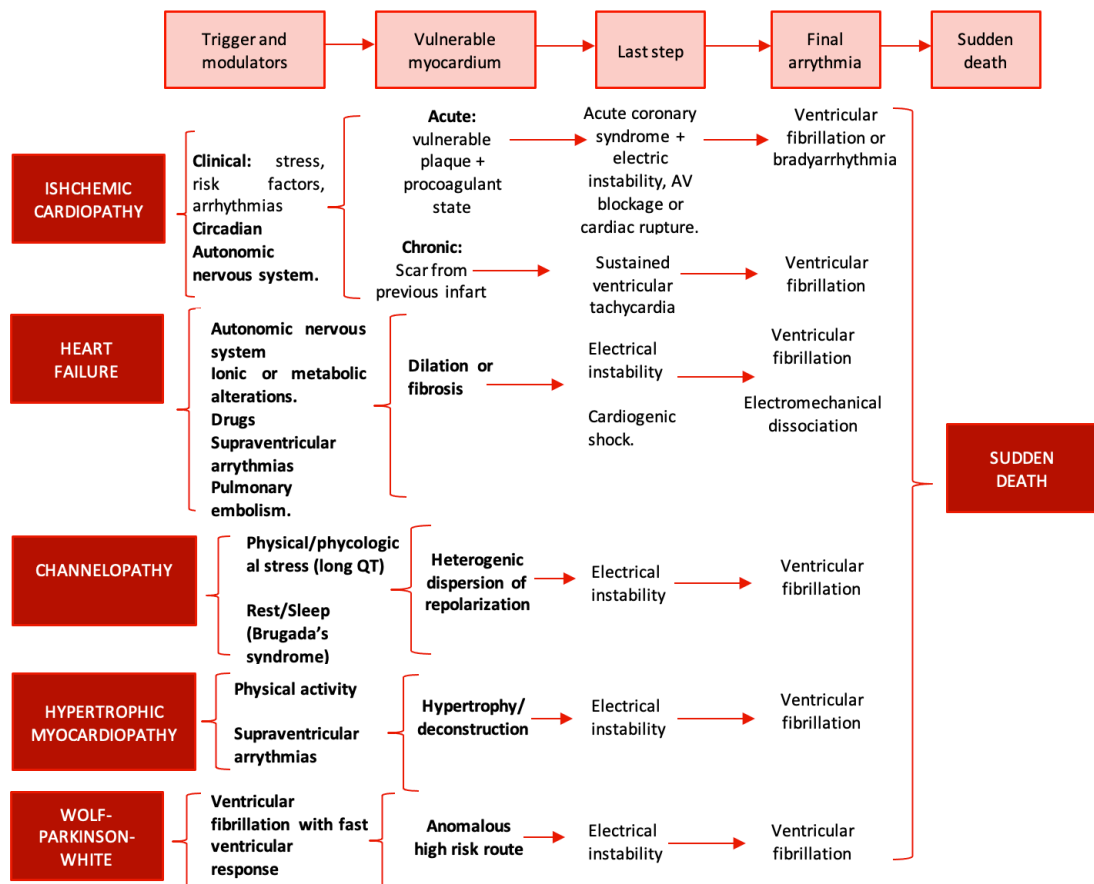 Trigger and
modulators
Vulnerable
myocardium
Last step
Final
arrythmia
Sudden
death
ISHCHEMIC
CARDIOPATHY
Clinical: stress,
risk factors,
arrhythmias
Circadian
Autonomic
nervous system.
Acute:
vulnerable
plaque +
procoagulant
state
Acute coronary
syndrome +
electric
instability, AV
blockage or
cardiac rupture.
Ventricular
fibrillation or
bradyarrhythmia
Chronic:
Scar from
previous infart
Sustained
ventricular
tachycardia
Ventricular
fibrillation
HEART
FAILURE
Autonomic nervous
system
Ionic or metabolic
alterations.
Drugs
Supraventricular
arrythmias
Pulmonary
embolism.
Dilation or
fibrosis
Electrical
instability
Cardiogenic
shock.
Ventricular
fibrillation
Electromechanical
dissociation
SUDDEN
DEATH
CHANNELOPATHY
Physical/phycologic
al stress (long QT)
Rest/Sleep
(Brugada’s
syndrome)
Heterogenic
dispersion of
repolarization
Electrical
instability
Ventricular
fibrillation
HYPERTROPHIC
MYOCARDIOPATHY
Physical activity
Supraventricular
arrythmias
Hypertrophy/
deconstruction
Electrical
instability
Ventricular
fibrillation
WOLF-
PARKINSON-
WHITE
Ventricular
fibrillation with fast
ventricular
response
Anomalous
high risk route
Electrical
instability
Ventricular
fibrillation